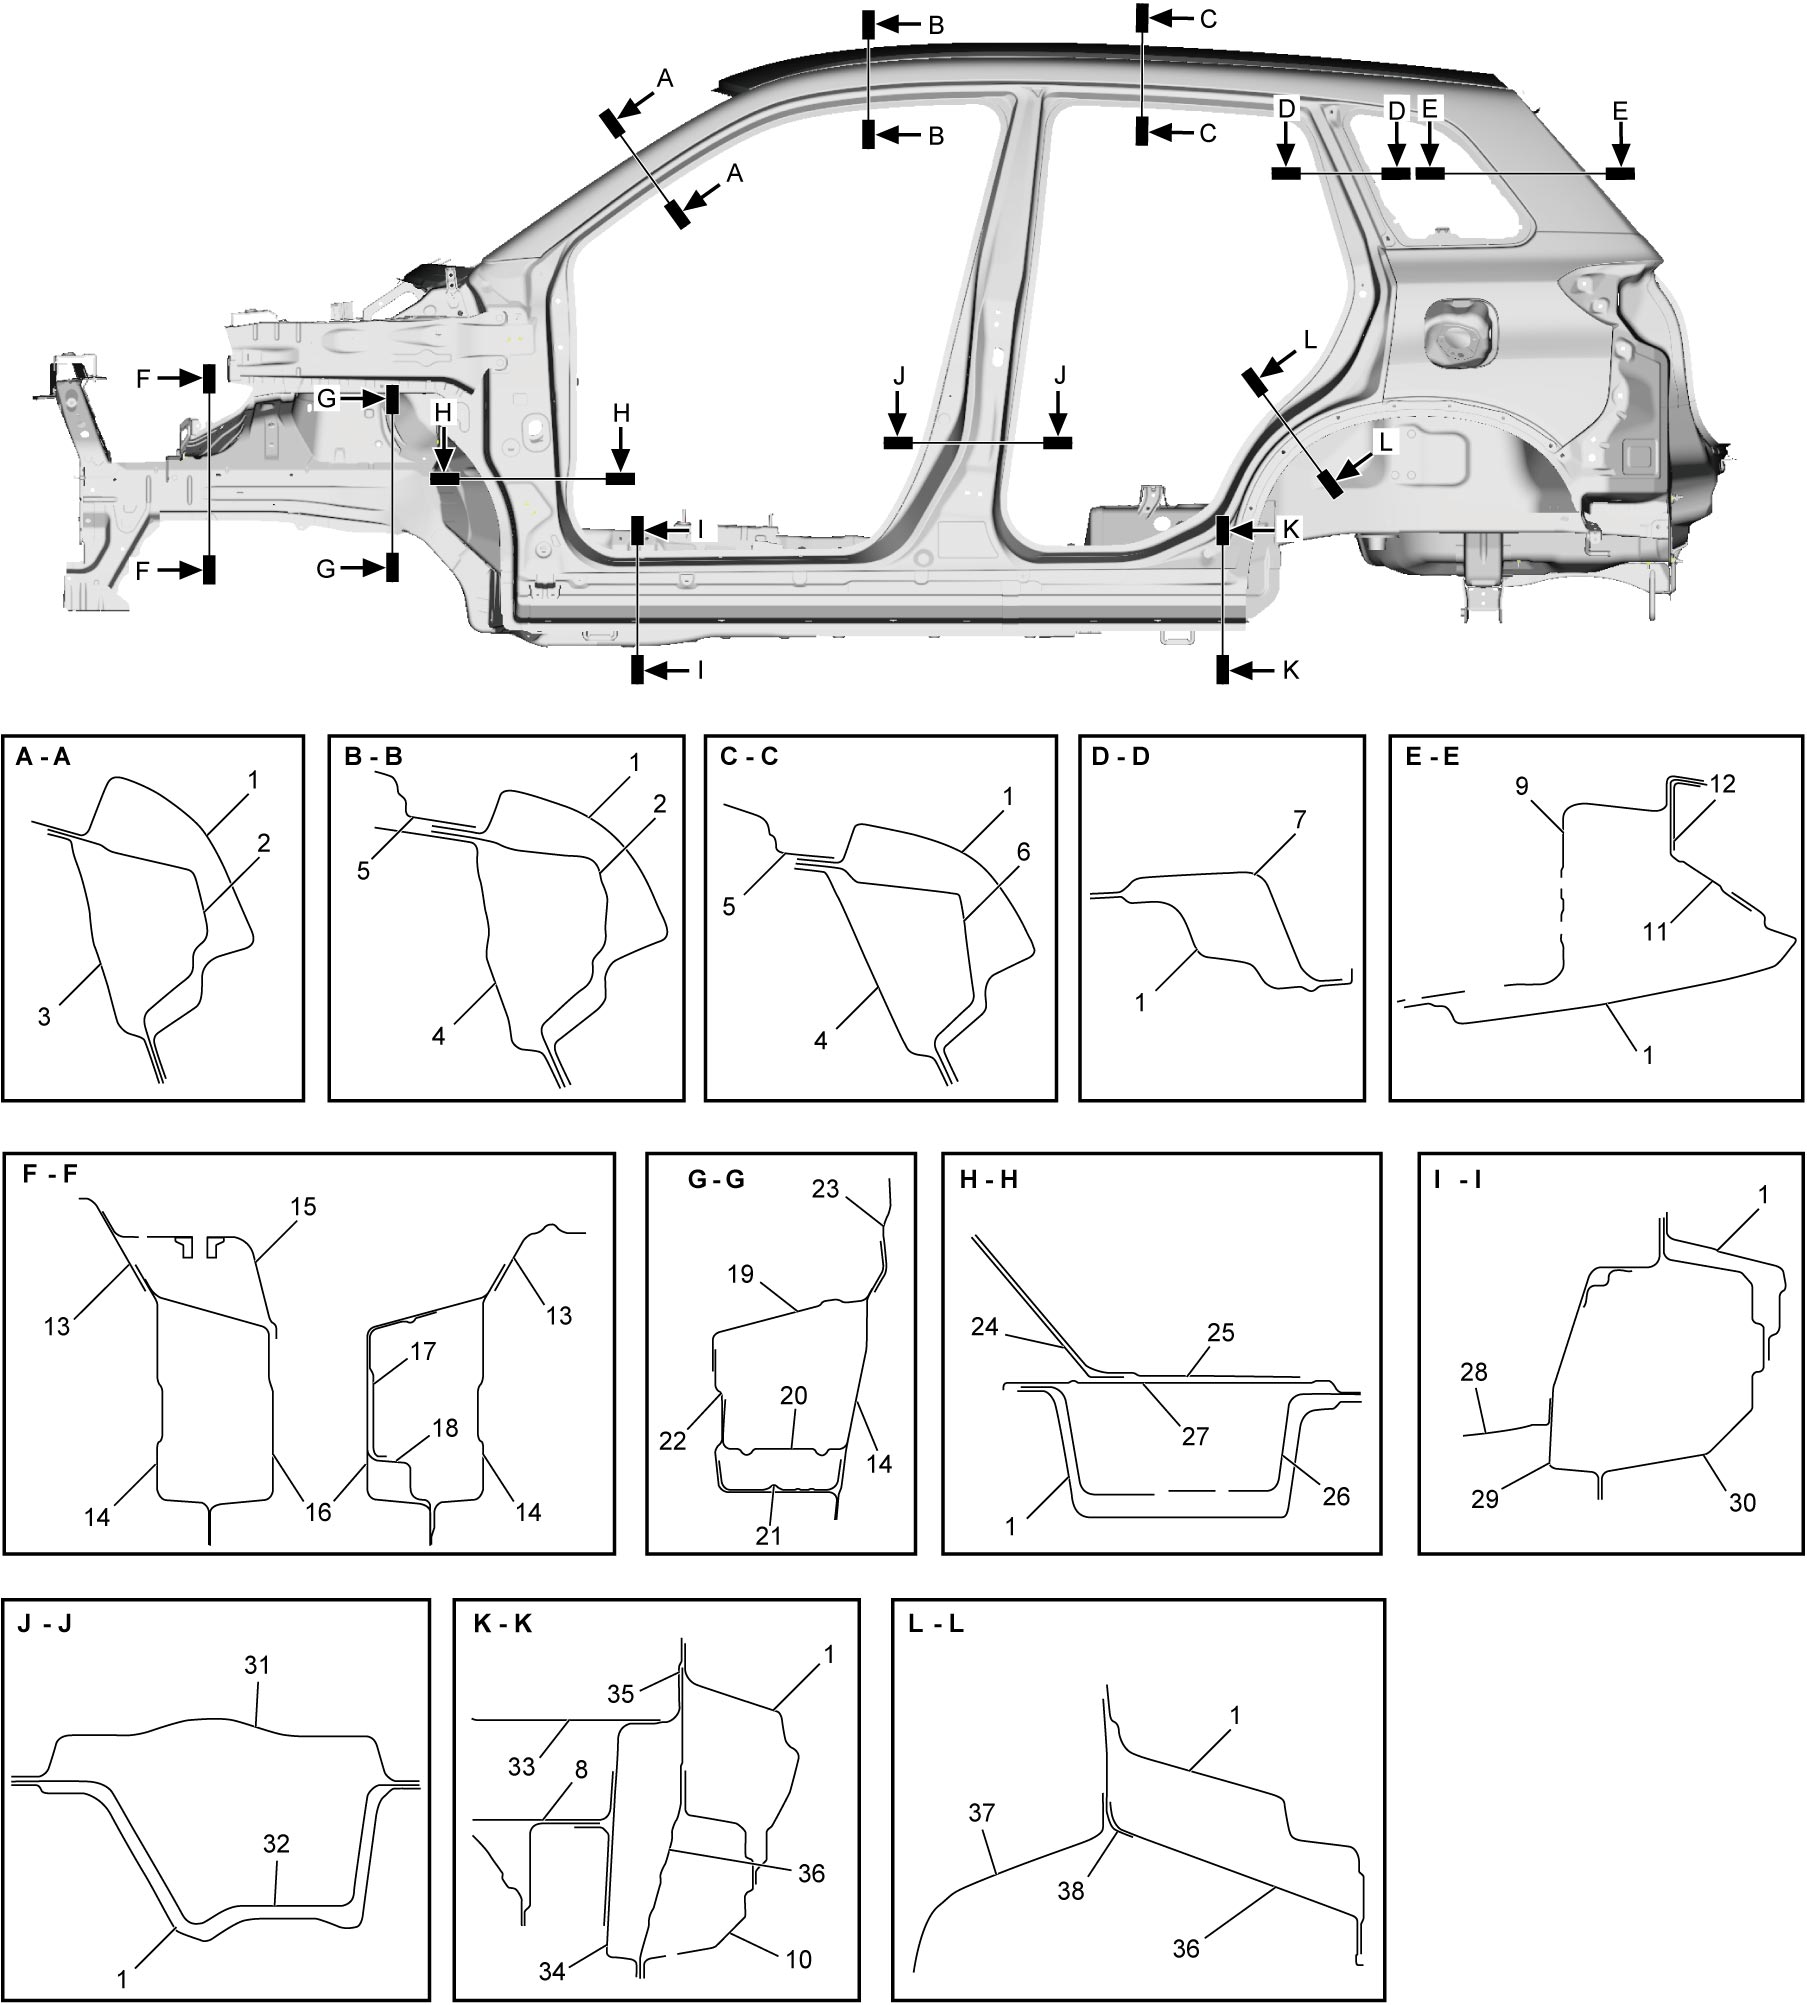 B
C
A
B
C
D
D
E
E
A
F
G
H
H
J
J
L
L
F
G
I
K
I
K
A - A
1
2
3
B - B
1
2
5
4
C - C
1
6
5
4
D - D
7
1
E - E
9
12
11
1
F - F
15
13
13
17
18
14
16
14
G - G
23
19
20
22
14
21
H - H
24
25
27
26
1
I - I
1
28
29
30
J - J
31
32
1
K - K
1
35
33
8
36
34
10
L - L
1
37
38
36